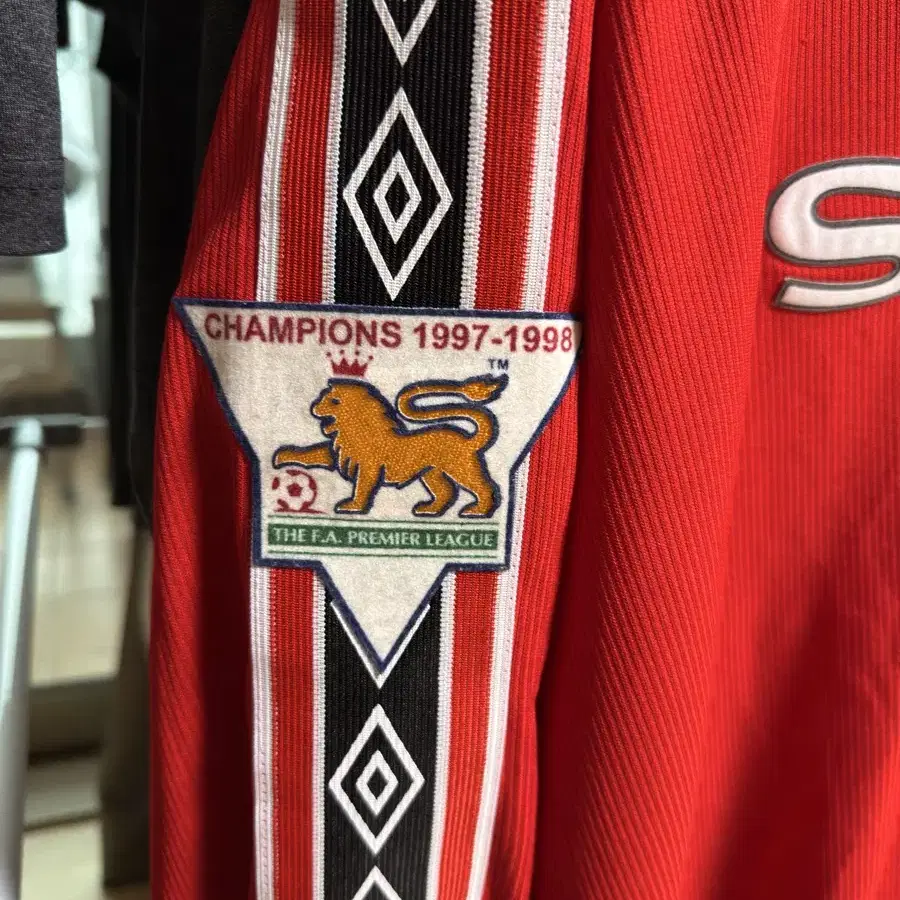 CHAMPIONS 1997-1998
TM
THE F.A. PREMIER LEAGUE
S